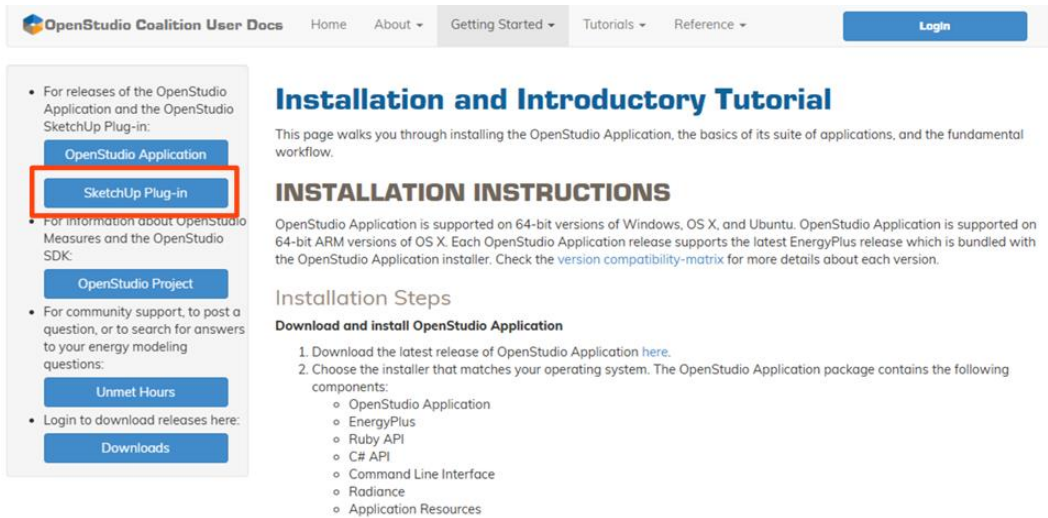 OpenStudio Coalition User Docs Home About Getting Started Tutorials Reference Login
For releases of the OpenStudio
Application and the OpenStudio
SketchUp Plug-in:
OpenStudio Application
SketchUp Plug-in
For information about OpenStudio
Measures and the OpenStudio
SDK:
OpenStudio Project
For community support, to post a
question, or to search for answers
to your energy modeling
questions:
Unmet Hours
Login to download releases here:
Downloads
Installation and Introductory Tutorial
This page walks you through installing the OpenStudio Application, the basics of its suite of applications, and the fundamental
workflow.
INSTALLATION INSTRUCTIONS
OpenStudio Application is supported on 64-bit versions of Windows, OS X, and Ubuntu. OpenStudio Application is supported on
64-bit ARM versions of OS X. Each OpenStudio Application release supports the latest EnergyPlus release which is bundled with
the OpenStudio Application installer. Check the version compatibility-matrix for more details about each version.
Installation Steps
Download and install OpenStudio Application
1. Download the latest release of OpenStudio Application here.
2. Choose the installer that matches your operating system. The OpenStudio Application package contains the following
components:
OpenStudio Application
EnergyPlus
Ruby API
C# API
Command Line Interface
Radiance
Application Resources